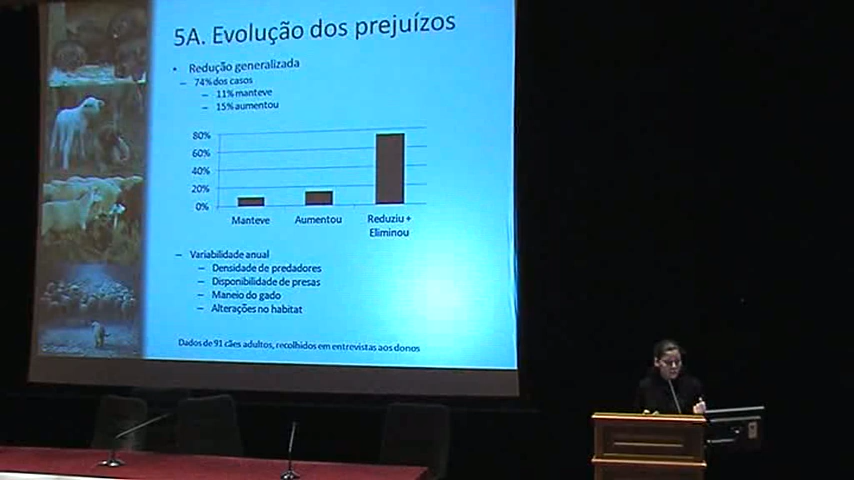 5A. Evolução dos prejuízos
• Redução generalizada
– 74% dos casos
– 11% manteve
– 15% aumentou
80%
60%
40%
20%
0%
Manteve Aumentou Reduziu +
Eliminou
– Variabilidade anual
– Densidade de predadores
– Disponibilidade de presas
– Maneio do gado
– Alterações no habitat
Dados de 91 cães adultos, recolhidos em entrevistas aos donos